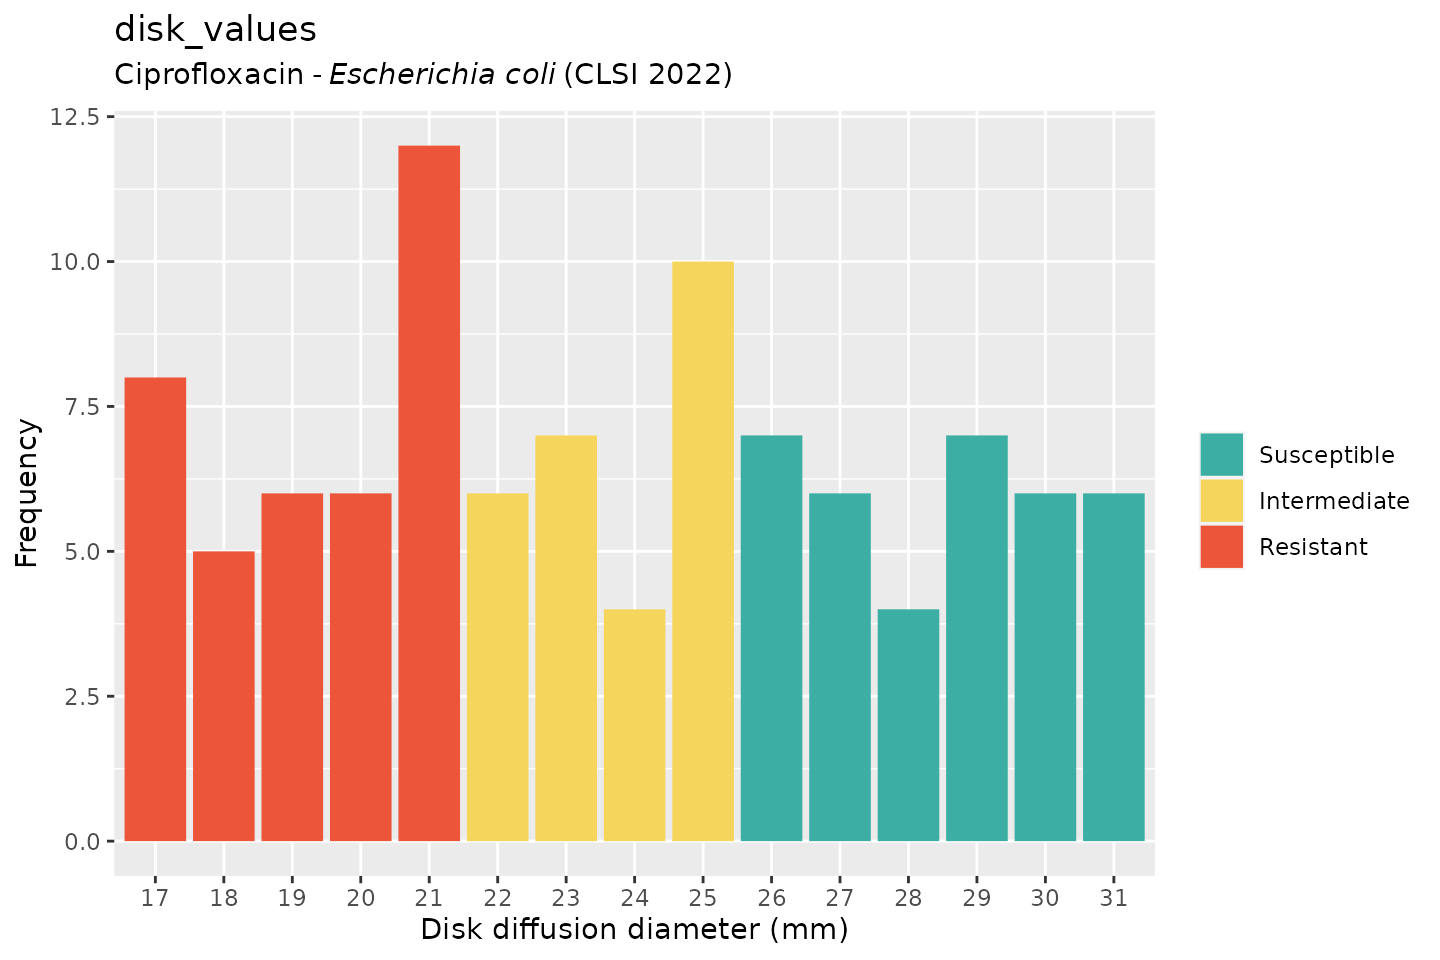 disk_values
Ciprofloxacin - Escherichia coli (CLSI 2022)
Frequency
12.5
10.0
7.5
5.0
2.5
0.0
17 18 19 20 21 22 23 24 25 26 27 28 29 30 31
Disk diffusion diameter (mm)
Susceptible
Intermediate
Resistant